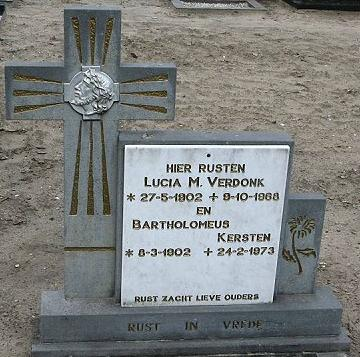 HIER RUSTEN
LUCIA M. VERDONK
* 27-5-1902 + 9-10-1968
EN
BARTHOLOMEUS
KERSTEN
* 8-3-1902 + 24-2-1973
RUST ZACHT LIEVE OUDERS
RUST IN VREDE